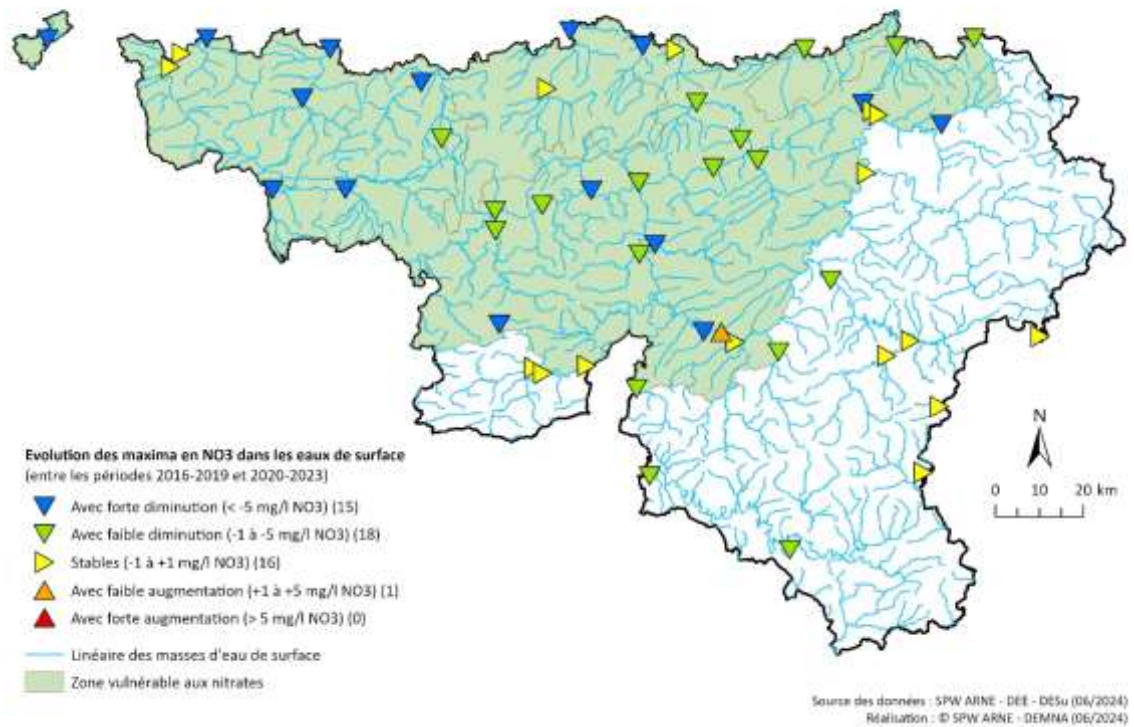 Evolution des maxima en NO3 dans les eaux de surface
(entre les périodes 2016-2019 et 2020-2023)
Avec forte diminution (< -5 mg/l NO3) (15)
Avec faible diminution (-1 à -5 mg/l NO3) (18)
Stables (-1 à +1 mg/l NO3) (16)
Avec faible augmentation (+1 à +5 mg/l NO3) (1)
Avec forte augmentation (> 5 mg/l NO3) (0)
Linéaire des masses d'eau de surface
Zone vulnérable aux nitrates
N
0 10 20 km
Source des données : SPW ARNE - DEE - DESu (06/2024)
Réalisation : © SPW ARNE - DEMNA (06/2024)